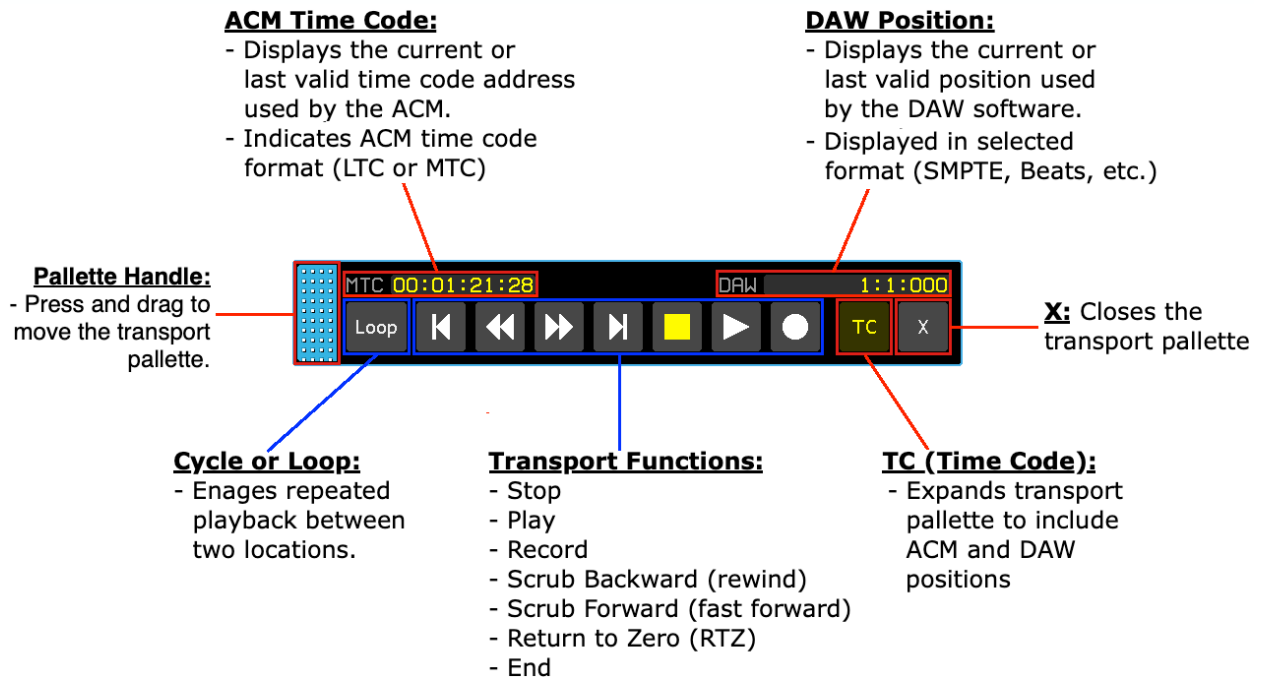 ACM Time Code:
- Displays the current or
last valid time code address
used by the ACM.
- Indicates ACM time code
format (LTC or MTC)
DAW Position:
- Displays the current or
last valid position used
by the DAW software.
- Displayed in selected
format (SMPTE, Beats, etc.)
Pallette Handle:
- Press and drag to
move the transport
pallette.
MTC 00:01:21:28
DAW 1:1:000
Loop
TC
X
X: Closes the
transport pallette
Cycle or Loop:
- Enages repeated
playback between
two locations.
Transport Functions:
- Stop
- Play
- Record
- Scrub Backward (rewind)
- Scrub Forward (fast forward)
- Return to Zero (RTZ)
- End
TC (Time Code):
- Expands transport
pallette to include
ACM and DAW
positions